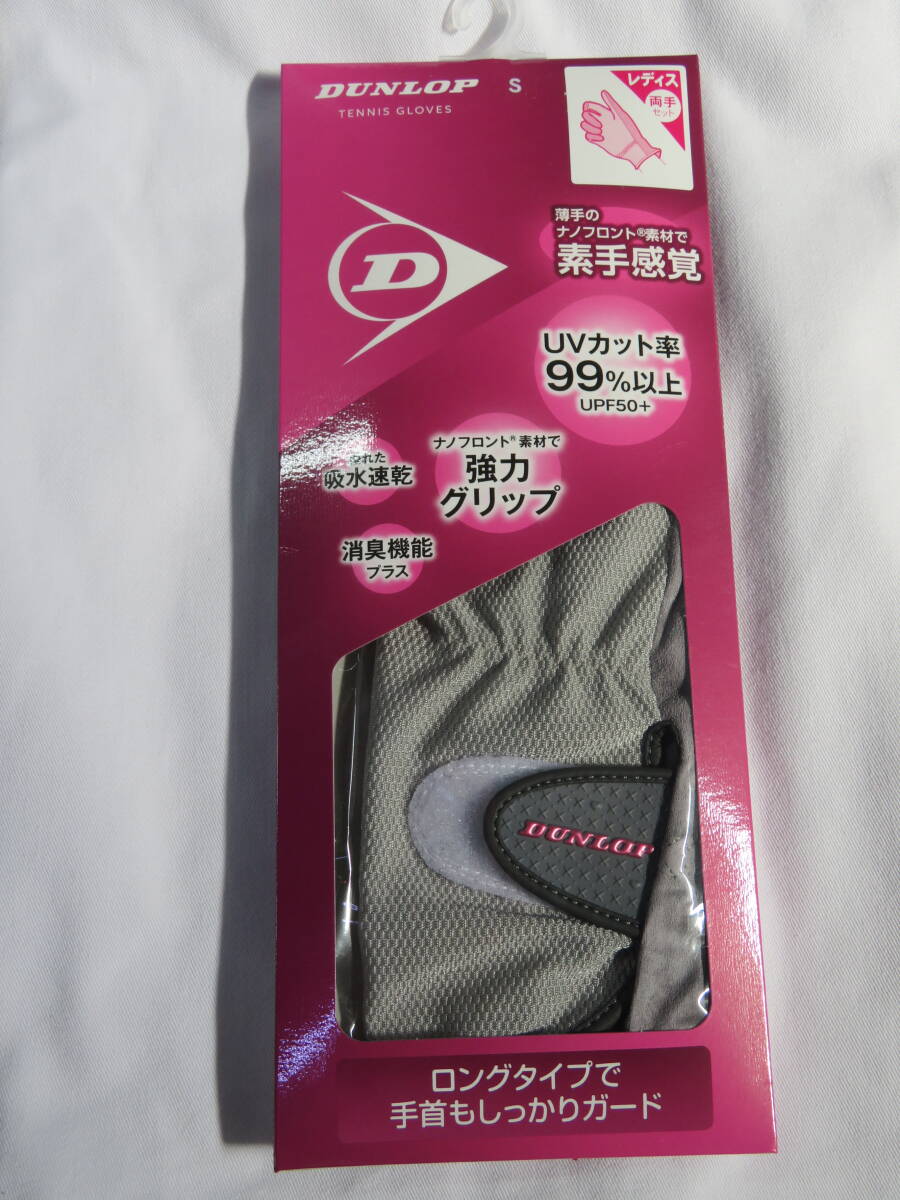 DUNLOP S
TENNIS GLOVES
レディス
両手
セット
薄手の
ナノフロント®素材で
素手感覚
D
UVカット率
99%以上
UPF50+
ナノフロント®素材で
強力
グリップ
吸水速乾
消臭機能
プラス
DUNLOP
ロングタイプで
手首もしっかりガード